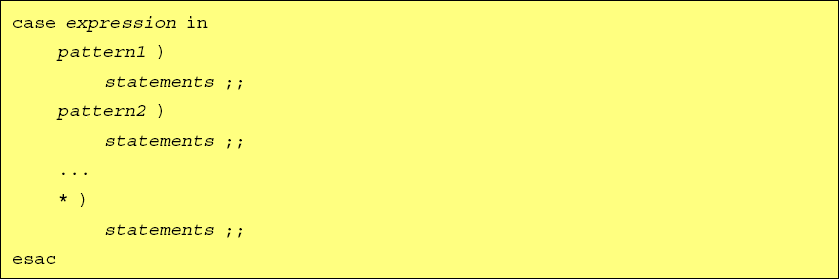 case expression in
pattern1 )
statements ;;
pattern2 )
statements ;;
...
* )
statements ;;
esac